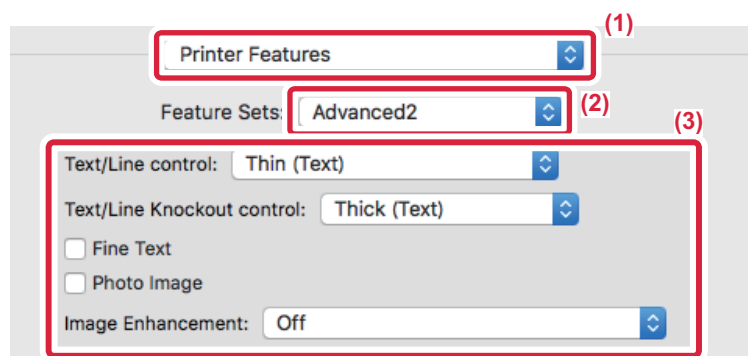 (1)
Printer Features
Feature Sets: Advanced2 (2)
(3)
Text/Line control: Thin (Text)
Text/Line Knockout control: Thick (Text)
Fine Text
Photo Image
Image Enhancement: Off